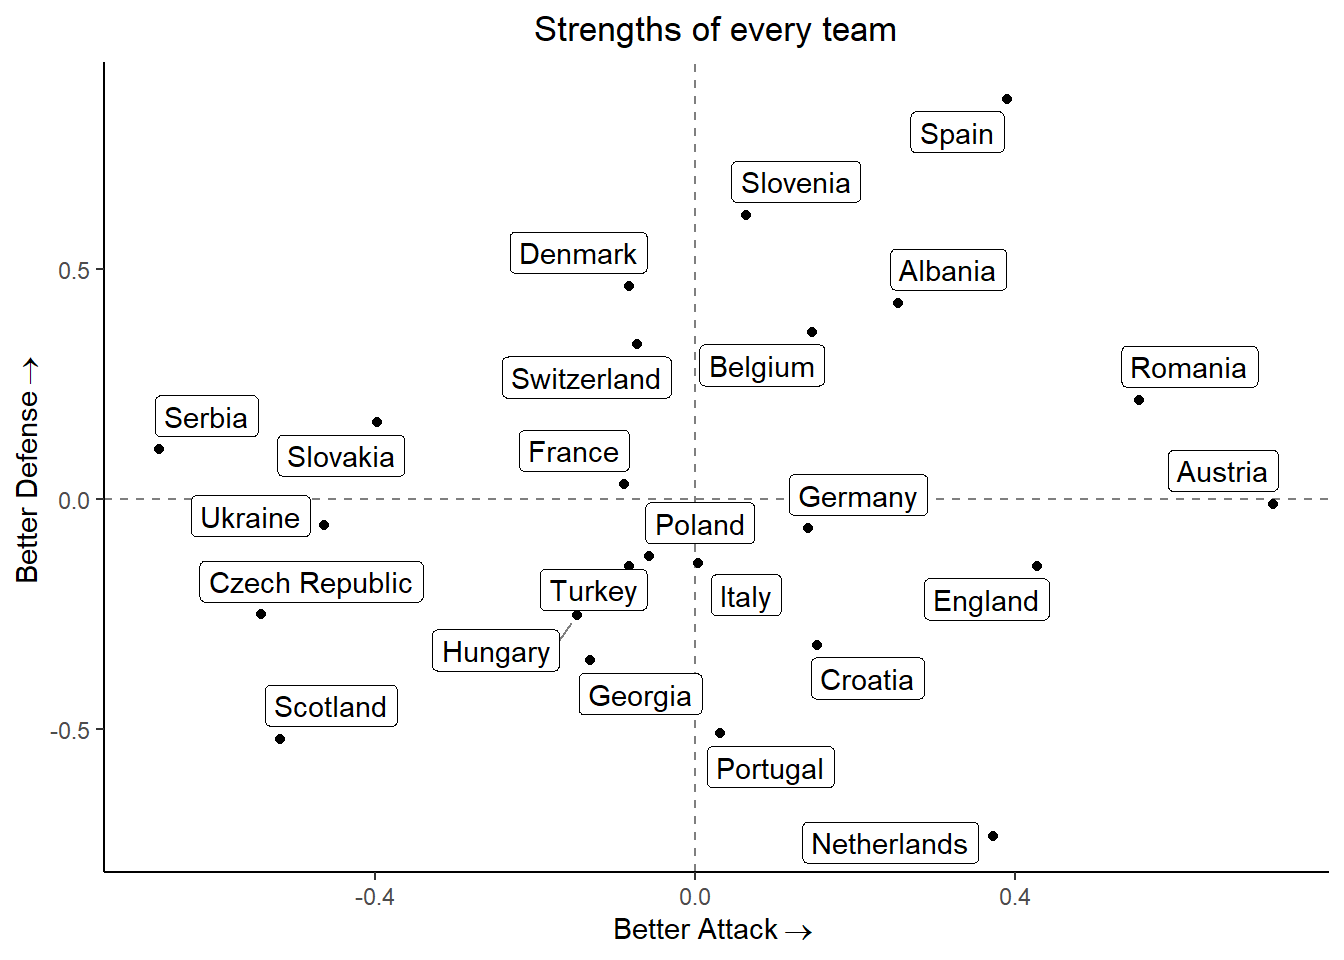 Strengths of every team
Spain
Slovenia
Denmark
Albania
0.5
Belgium
Romania
Switzerland
Serbia
Slovakia
France
Austria
Germany
0.0
Ukraine
Poland
Czech Republic
Turkey
Italy
England
Hungary
Croatia
Georgia
Scotland
-0.5
Portugal
Netherlands
-0.4
0.0
0.4
Better Attack →
Better Defense →